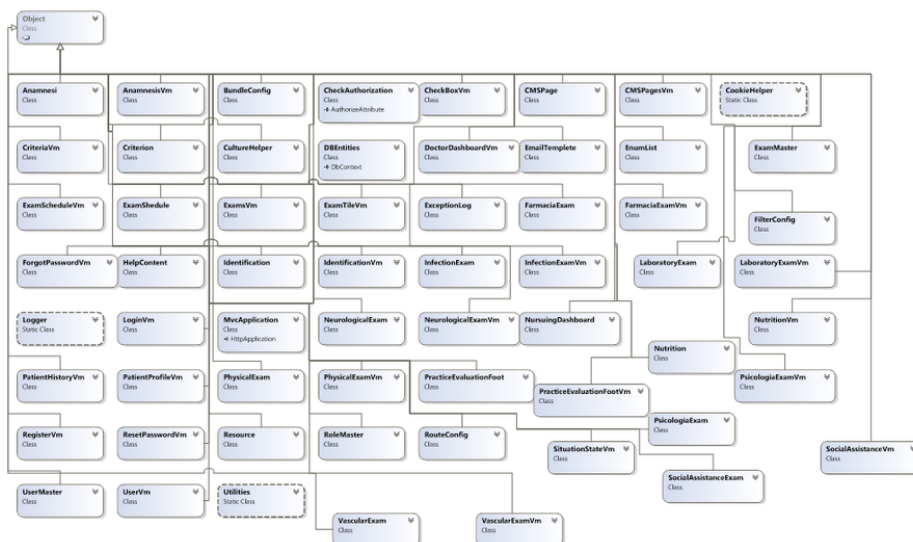 Object
Class
Anamnesi
Class
AnamnesisVm
Class
BundleConfig
Class
CheckAuthorization
Class
AuthorizeAttribute
CheckBoxVm
Class
CMSPage
Class
CMSPagesVm
Class
CookieHelper
Static Class
CriteriaVm
Class
Criterion
Class
CultureHelper
Class
DBEntities
Class
DbContext
DoctorDashboardVm
Class
EmailTemplete
Class
EnumList
Class
ExamMaster
Class
ExamScheduleVm
Class
ExamShedule
Class
ExamsVm
Class
ExamTileVm
Class
ExceptionLog
Class
FarmaciaExam
Class
FarmaciaExamVm
Class
FilterConfig
Class
ForgotPasswordVm
Class
HelpContent
Class
Identification
Class
IdentificationVm
Class
InfectionExam
Class
InfectionExamVm
Class
LaboratoryExam
Class
LaboratoryExamVm
Class
Logger
Static Class
LoginVm
Class
MvcApplication
Class
HttpApplication
NeurologicalExam
Class
NeurologicalExamVm
Class
NursuingDashboard
Class
NutritionVm
Class
Nutrition
Class
PatientHistoryVm
Class
PatientProfileVm
Class
PhysicalExam
Class
PhysicalExamVm
Class
PracticeEvaluationFoot
Class
PracticeEvaluationFootVm
Class
PsicologiaExamVm
Class
PsicologiaExam
Class
RegisterVm
Class
ResetPasswordVm
Class
Resource
Class
RoleMaster
Class
RouteConfig
Class
SituationStateVm
Class
SocialAssistanceVm
Class
SocialAssistanceExam
Class
UserMaster
Class
UserVm
Class
Utilities
Static Class
VascularExam
Class
VascularExamVm
Class